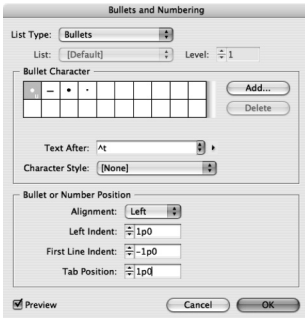 Bullets and Numbering
List Type: Bullets
List: [Default] Level: 1
Bullet Character
Add...
Delete
Text After: ^t
Character Style: [None]
Bullet or Number Position
Alignment: Left
Left Indent: 1p0
First Line Indent: -1p0
Tab Position: 1p0
Preview Cancel OK